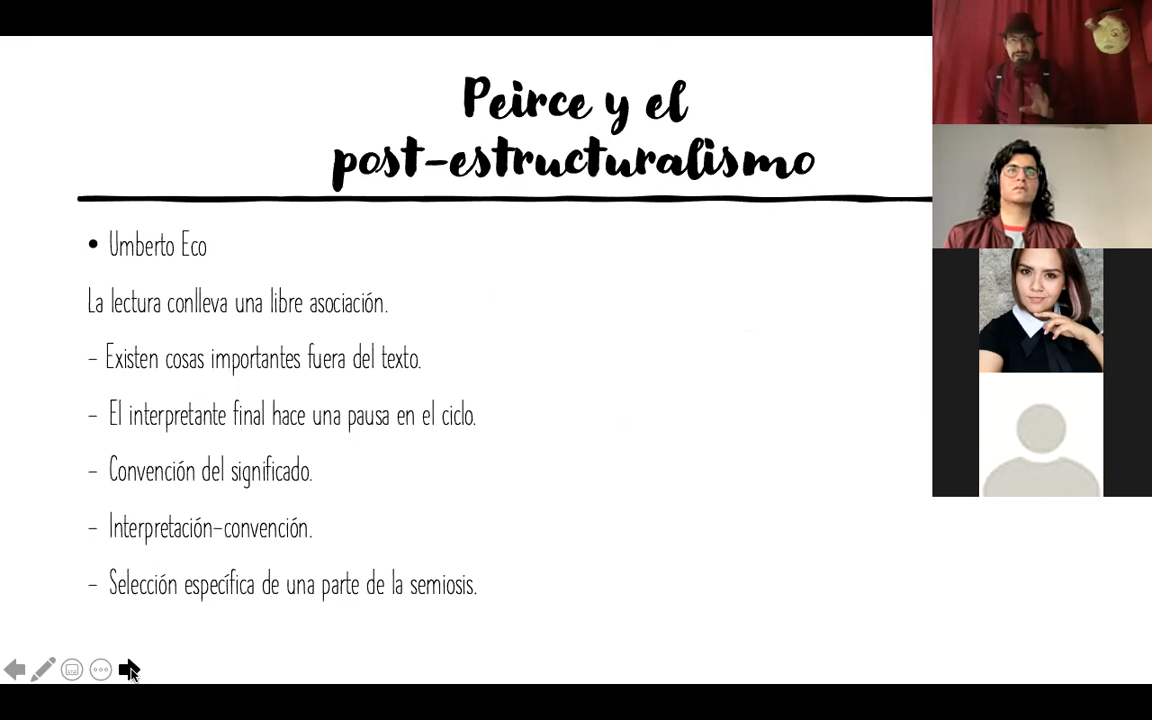 Peirce y el
post-estructuralismo
• Umberto Eco
La lectura conlleva una libre asociación.
- Existen cosas importantes fuera del texto.
- El interpretante final hace una pausa en el ciclo.
- Convención del significado.
- Interpretación-convención.
- Selección específica de una parte de la semiosis.